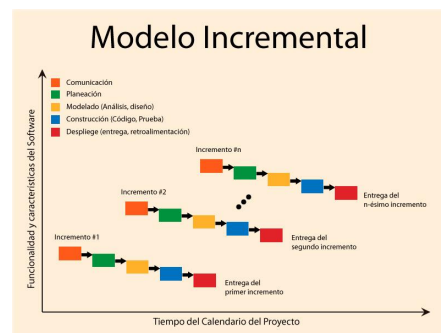 Modelo Incremental
Funcionalidad y características del Software
Comunicación
Planeación
Modelado (Análisis, diseño)
Construcción (Código, Prueba)
Despliege (entrega, retroalimentación)
Incremento #n
Entrega del
n-ésimo incremento
Incremento #2
Entrega del
segundo incremento
Incremento #1
Entrega del
primer incremento
Tiempo del Calendario del Proyecto